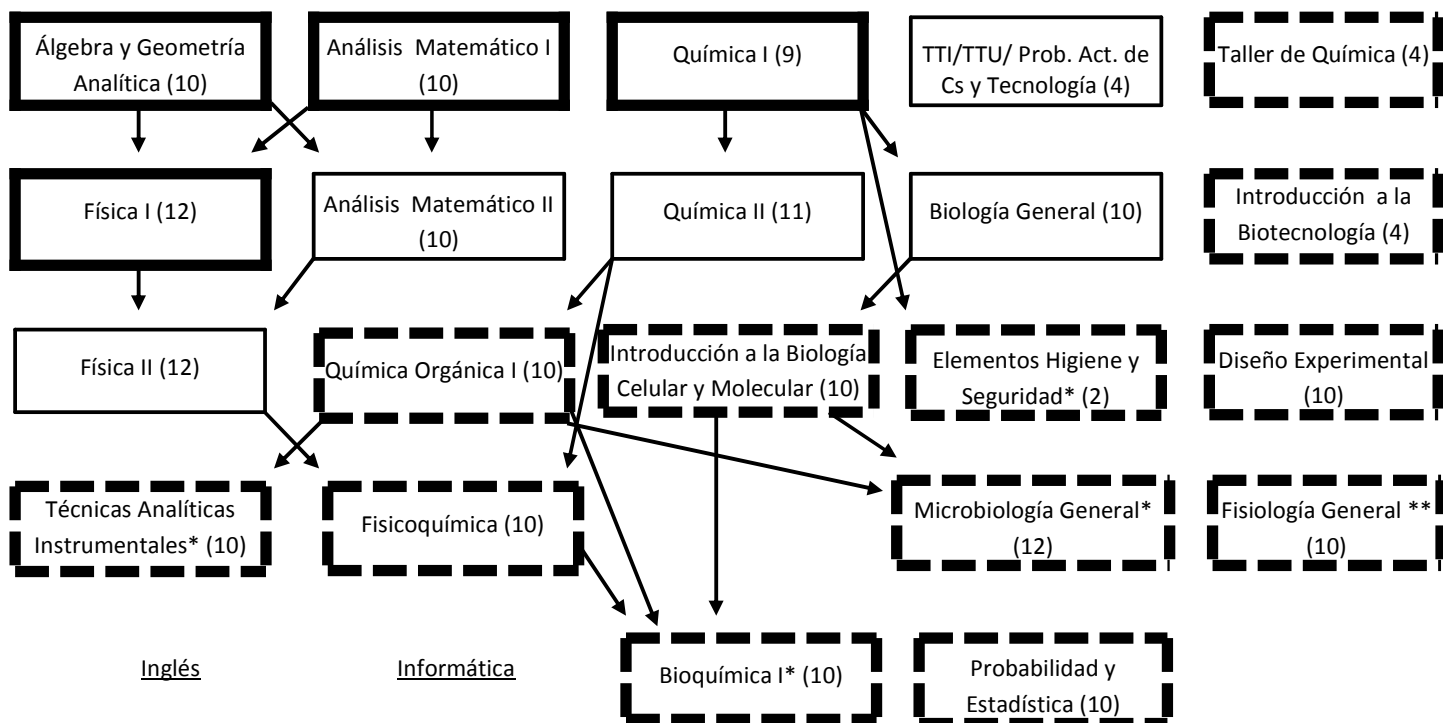 Álgebra y Geometría
Analítica (10)
Análisis Matemático I
(10)
Química I (9)
TTI/TTU/ Prob. Act. de
Cs y Tecnología (4)
Taller de Química (4)
Física I (12)
Análisis Matemático II
(10)
Química II (11)
Biología General (10)
Introducción a la
Biotecnología (4)
Física II (12)
Química Orgánica I (10)
Introducción a la Biología
Celular y Molecular (10)
Elementos Higiene y
Seguridad* (2)
Diseño Experimental
(10)
Técnicas Analíticas
Instrumentales* (10)
Fisicoquímica (10)
Microbiología General*
(12)
Fisiología General **
(10)
Inglés
Informática
Bioquímica I* (10)
Probabilidad y
Estadística (10)